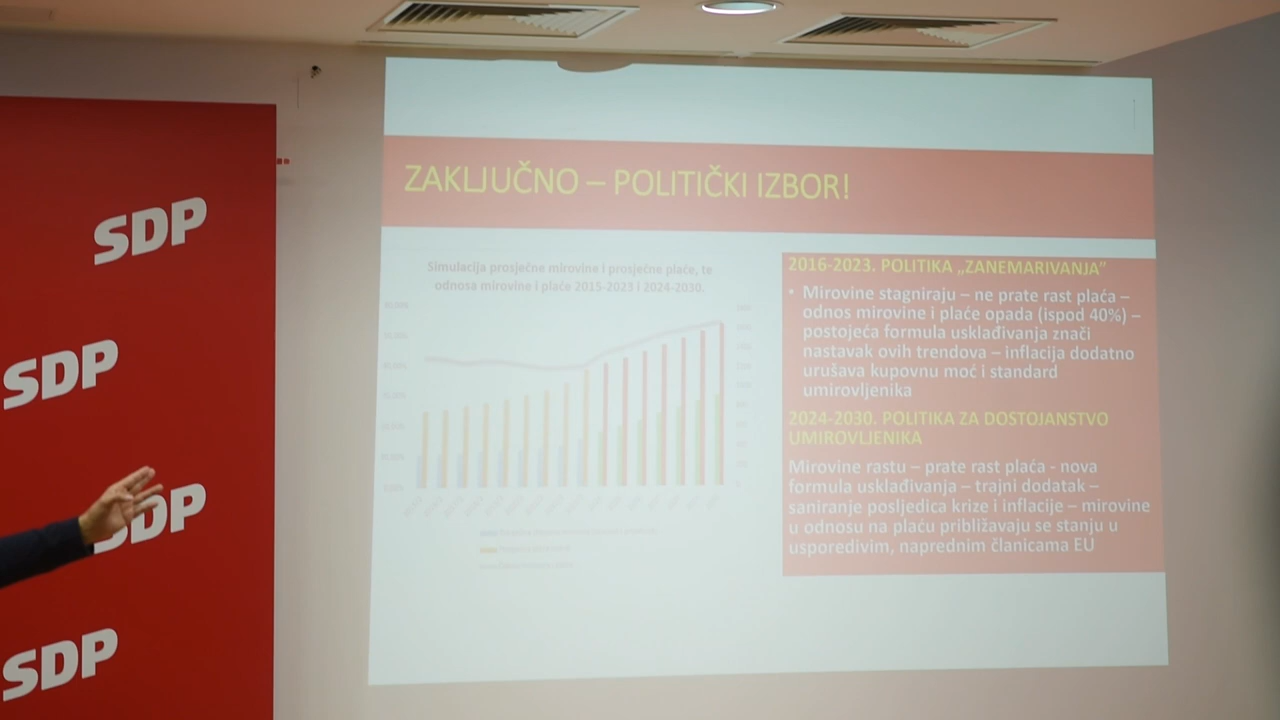 SDP
SDP
SDP
SDP
ZAKLJUČNO – POLITIČKI IZBOR!
Simulacija prosječne mirovine i prosječne plaće, te
odnosa mirovine i plaće 2015-2023 i 2024-2030.
2016-2023. POLITIKA „ZANEMARIVANJA”
• Mirovine stagniraju – ne prate rast plaća –
odnos mirovine i plaće opada (ispod 40%) –
postojeća formula usklađivanja znači
nastavak ovih trendova – inflacija dodatno
urušava kupovnu moć i standard
umirovljenika
2024-2030. POLITIKA ZA DOSTOJANSTVO
UMIROVLJENIKA
Mirovine rastu – prate rast plaća - nova
formula usklađivanja – trajni dodatak –
saniranje posljedica krize i inflacije – mirovine
u odnosu na plaću približavaju se stanju u
usporedivim, naprednim članicama EU